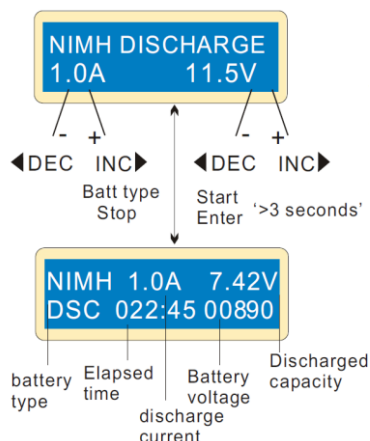 NIMH DISCHARGE
1.0A 11.5V
- + - +
◀DEC INC▶ ◀DEC INC▶
Batt type
Stop
Start
Enter
'>3 seconds'
NIMH 1.0A 7.42V
DSC 022:45 00890
battery
type
Elapsed
time
discharge
current
Battery
voltage
Discharged
capacity